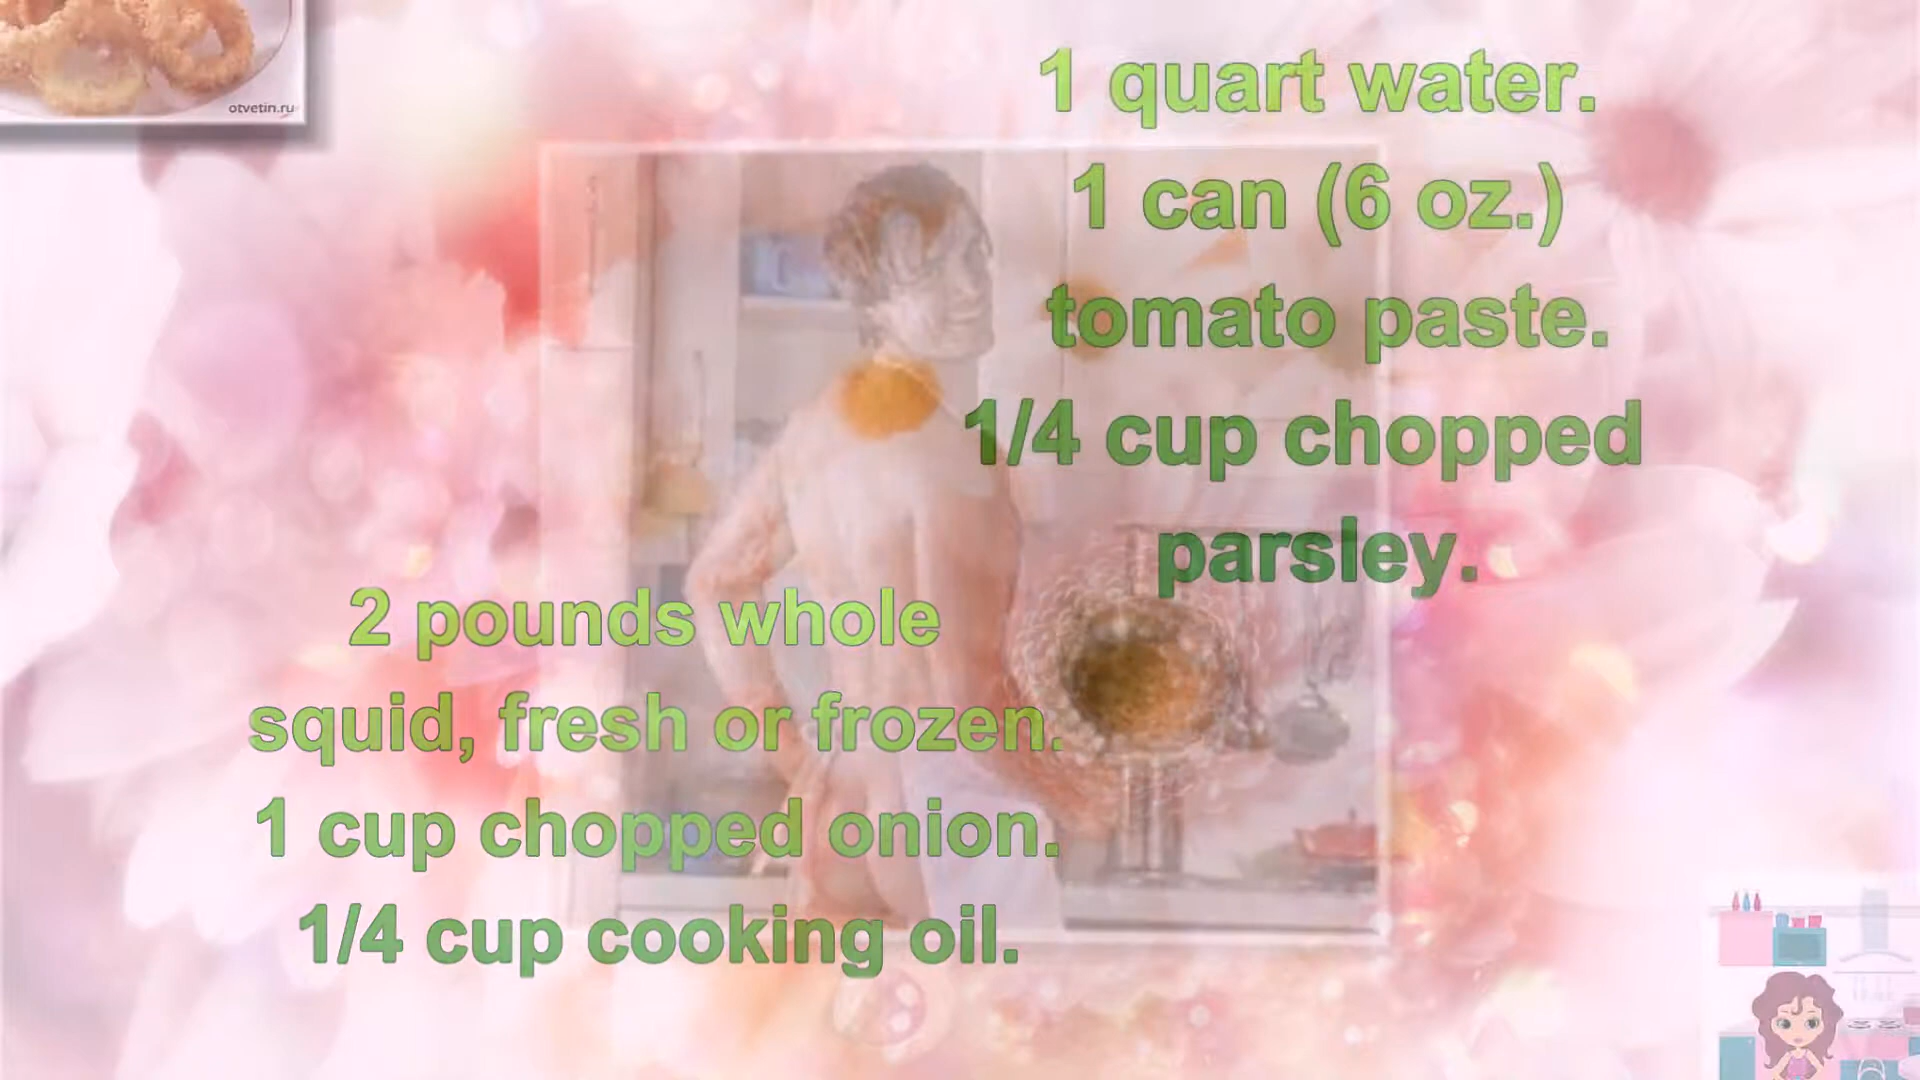 otvetin.ru
1 quart water.
1 can (6 oz.)
tomato paste.
1/4 cup chopped
parsley.
2 pounds whole
squid, fresh or frozen.
1 cup chopped onion.
1/4 cup cooking oil.